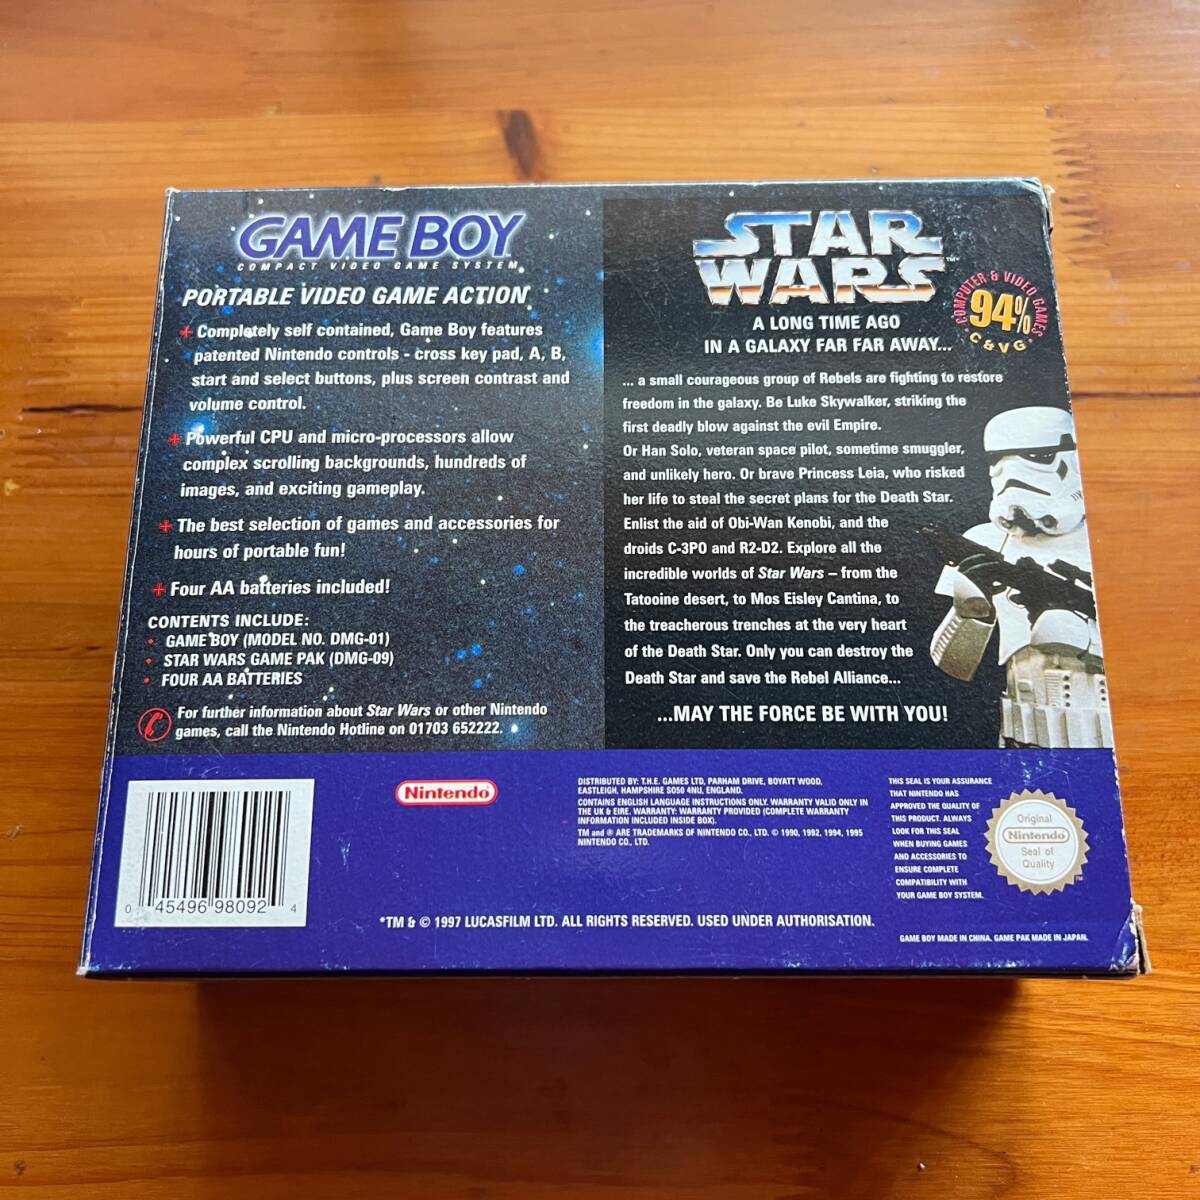 GAME BOY
COMPACT VIDEO GAME SYSTEM
PORTABLE VIDEO GAME ACTION
Completely self contained, Game Boy features
patented Nintendo controls - cross key pad, A, B,
start and select buttons, plus screen contrast and
volume control.
Powerful CPU and micro-processors allow
complex scrolling backgrounds, hundreds of
images, and exciting gameplay.
The best selection of games and accessories for
hours of portable fun!
Four AA batteries included!
CONTENTS INCLUDE:
• GAME BOY (MODEL NO. DMG-01)
• STAR WARS GAME PAK (DMG-09)
• FOUR AA BATTERIES
For further information about Star Wars or other Nintendo
games, call the Nintendo Hotline on 01703 652222.
STAR
WARS™
• COMPUTER & VIDEO GAMES •
94%
C&VG
A LONG TIME AGO
IN A GALAXY FAR FAR AWAY...
... a small courageous group of Rebels are fighting to restore
freedom in the galaxy. Be Luke Skywalker, striking the
first deadly blow against the evil Empire.
Or Han Solo, veteran space pilot, sometime smuggler,
and unlikely hero. Or brave Princess Leia, who risked
her life to steal the secret plans for the Death Star.
Enlist the aid of Obi-Wan Kenobi, and the
droids C-3PO and R2-D2. Explore all the
incredible worlds of Star Wars – from the
Tatooine desert, to Mos Eisley Cantina, to
the treacherous trenches at the very heart
of the Death Star. Only you can destroy the
Death Star and save the Rebel Alliance...
...MAY THE FORCE BE WITH YOU!
0 45496 98092 4
Nintendo
DISTRIBUTED BY: T.H.E. GAMES LTD, PARHAM DRIVE, BOYATT WOOD,
EASTLEIGH, HAMPSHIRE SO50 4NU, ENGLAND.
CONTAINS ENGLISH LANGUAGE INSTRUCTIONS ONLY. WARRANTY VALID ONLY IN
THE UK & EIRE. WARRANTY: WARRANTY PROVIDED (COMPLETE WARRANTY
INFORMATION INCLUDED INSIDE BOX).
TM and ® ARE TRADEMARKS OF NINTENDO CO., LTD. © 1990, 1992, 1994, 1995
NINTENDO CO., LTD.
THIS SEAL IS YOUR ASSURANCE
THAT NINTENDO HAS
APPROVED THE QUALITY OF
THIS PRODUCT. ALWAYS
LOOK FOR THIS SEAL
WHEN BUYING GAMES
AND ACCESSORIES TO
ENSURE COMPLETE
COMPATIBILITY WITH
YOUR GAME BOY SYSTEM.
Original
Nintendo
Seal of
Quality
TM
*TM & © 1997 LUCASFILM LTD. ALL RIGHTS RESERVED. USED UNDER AUTHORISATION.
GAME BOY MADE IN CHINA. GAME PAK MADE IN JAPAN.